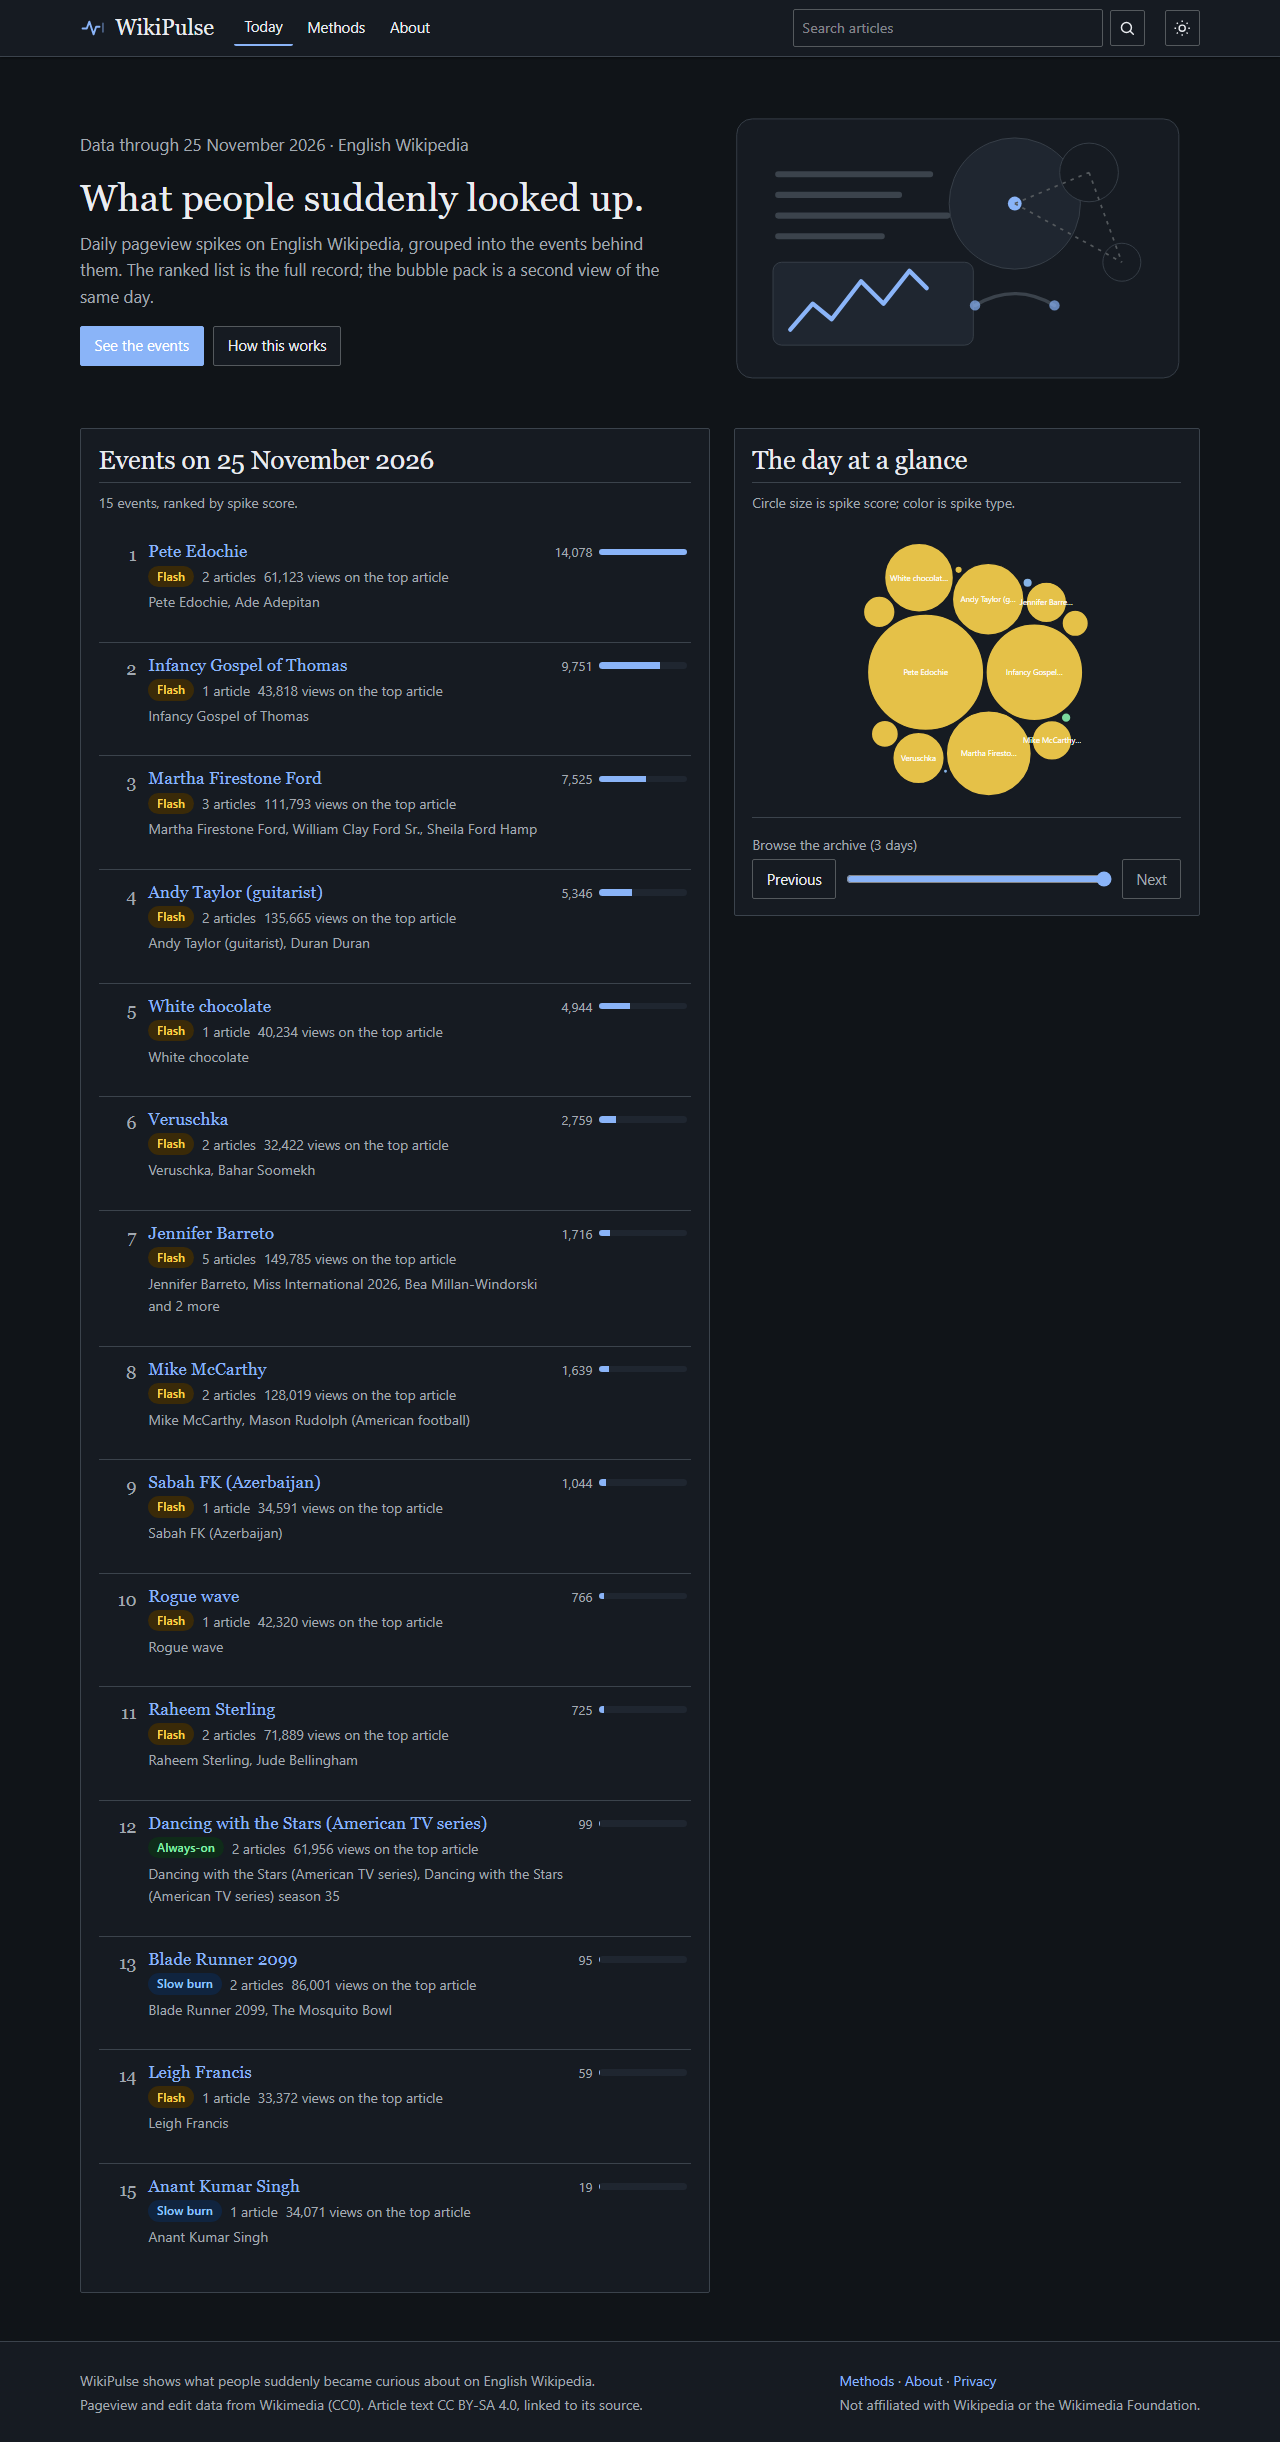 WikiPulse
Today
Methods
About
Search articles
Data through 25 November 2026 · English Wikipedia
What people suddenly looked up.
Daily pageview spikes on English Wikipedia, grouped into the events behind
them. The ranked list is the full record; the bubble pack is a second view of the
same day.
See the events
How this works
Events on 25 November 2026
15 events, ranked by spike score.
1 Pete Edochie 14,078
Flash 2 articles 61,123 views on the top article
Pete Edochie, Ade Adepitan
2 Infancy Gospel of Thomas 9,751
Flash 1 article 43,818 views on the top article
Infancy Gospel of Thomas
3 Martha Firestone Ford 7,525
Flash 3 articles 111,793 views on the top article
Martha Firestone Ford, William Clay Ford Sr., Sheila Ford Hamp
4 Andy Taylor (guitarist) 5,346
Flash 2 articles 135,665 views on the top article
Andy Taylor (guitarist), Duran Duran
5 White chocolate 4,944
Flash 1 article 40,234 views on the top article
White chocolate
6 Veruschka 2,759
Flash 2 articles 32,422 views on the top article
Veruschka, Bahar Soomekh
7 Jennifer Barreto 1,716
Flash 5 articles 149,785 views on the top article
Jennifer Barreto, Miss International 2026, Bea Millan-Windorski
and 2 more
8 Mike McCarthy 1,639
Flash 2 articles 128,019 views on the top article
Mike McCarthy, Mason Rudolph (American football)
9 Sabah FK (Azerbaijan) 1,044
Flash 1 article 34,591 views on the top article
Sabah FK (Azerbaijan)
10 Rogue wave 766
Flash 1 article 42,320 views on the top article
Rogue wave
11 Raheem Sterling 725
Flash 2 articles 71,889 views on the top article
Raheem Sterling, Jude Bellingham
12 Dancing with the Stars (American TV series) 99
Always-on 2 articles 61,956 views on the top article
Dancing with the Stars (American TV series), Dancing with the Stars
(American TV series) season 35
13 Blade Runner 2099 95
Slow burn 2 articles 86,001 views on the top article
Blade Runner 2099, The Mosquito Bowl
14 Leigh Francis 59
Flash 1 article 33,372 views on the top article
Leigh Francis
15 Anant Kumar Singh 19
Slow burn 1 article 34,071 views on the top article
Anant Kumar Singh
The day at a glance
Circle size is spike score; color is spike type.
White chocolat...
Andy Taylor (g...
Jennifer Barre...
Pete Edochie
Infancy Gospel...
Mike McCarthy...
Martha Firesto...
Veruschka
Browse the archive (3 days)
Previous
Next
WikiPulse shows what people suddenly became curious about on English Wikipedia.
Pageview and edit data from Wikimedia (CC0). Article text CC BY-SA 4.0, linked to its source.
Methods · About · Privacy
Not affiliated with Wikipedia or the Wikimedia Foundation.